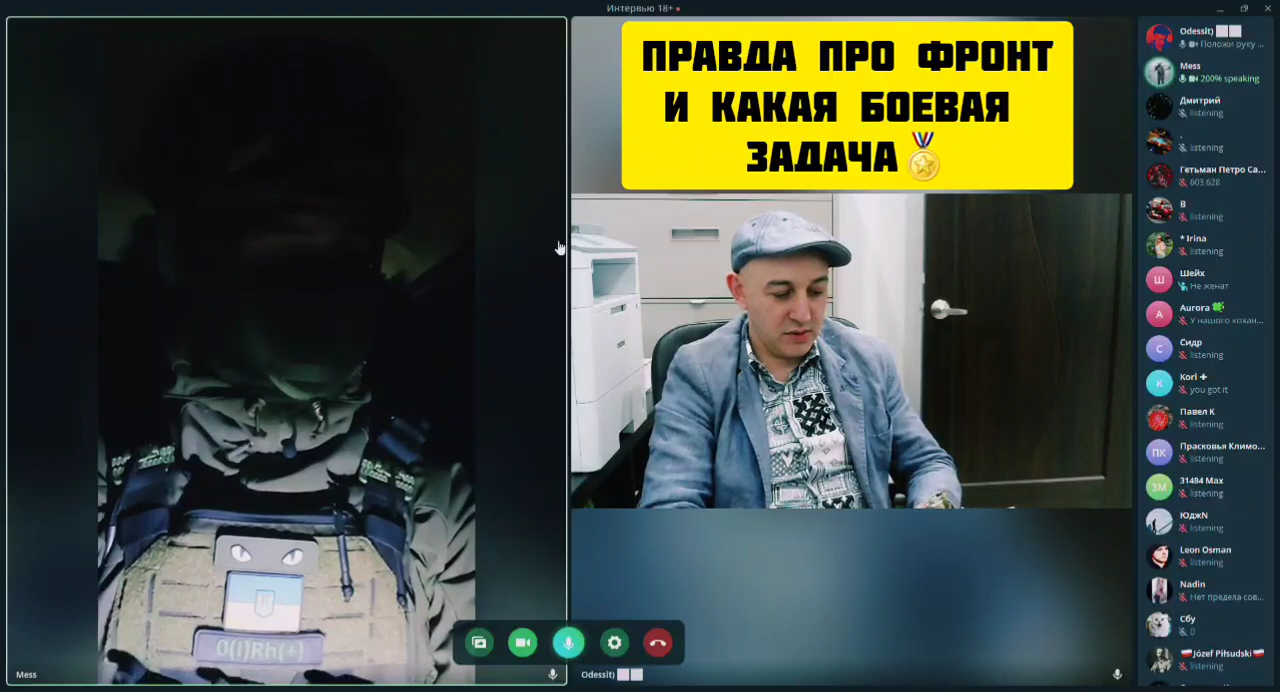 Интервью 18+
ПРАВДА ПРО ФРОНТ
И КАКАЯ БОЕВАЯ
ЗАДАЧА
O(I)Rh(+)
Mess
Odessit)
Odessit)
Положи руку ...
Mess
200% speaking
Дмитрий
listening
.
listening
Гетьман Петро Са...
603 628
В
listening
* Irina
listening
Ш
Шейх
Не женат
A
Aurora
У нашого кохан...
С
Сидр
listening
K
Kori +
you got it
Павел К
listening
ПК
Прасковья Климо...
listening
3M
31484 Max
listening
ЮджN
listening
Leon Osman
listening
Nadin
Нет предела сов...
Сбу
Józef Piłsudski
listening